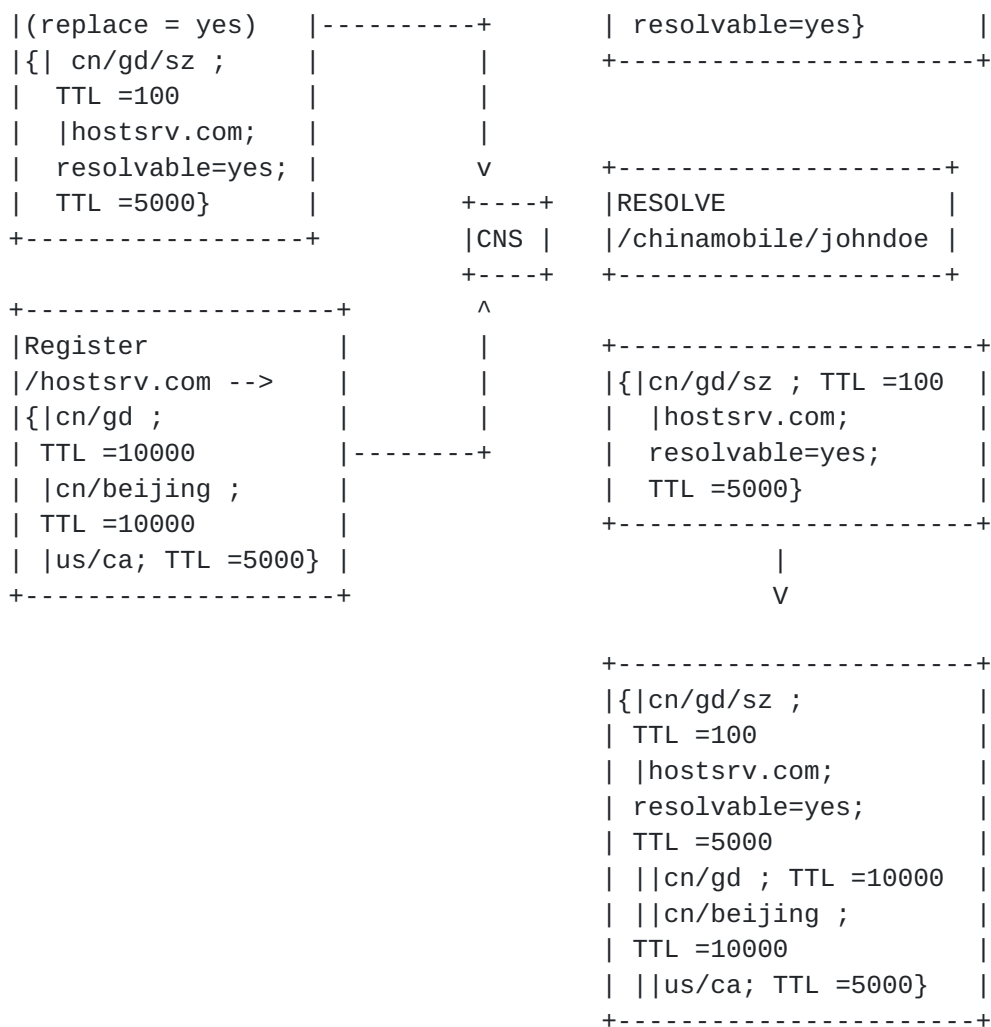 |(replace = yes)   |----------+       | resolvable=yes}       |
|{| cn/gd/sz ;     |          |       +-----------------------+
|  TTL =100        |          |
|  |hostsrv.com;   |          |
|  resolvable=yes; |          v       +---------------------+
|  TTL =5000}      |         +----+   |RESOLVE              |
+------------------+         |CNS |   |/chinamobile/johndoe |
                             +----+   +---------------------+
+--------------------+        ^
|Register            |        |       +-----------------------+
|/hostsrv.com -->    |        |       |{|cn/gd/sz ; TTL =100  |
|{|cn/gd ;           |        |       |  |hostsrv.com;        |
| TTL =10000         |--------+       |  resolvable=yes;      |
| |cn/beijing ;      |                |  TTL =5000}           |
| TTL =10000         |                +-----------------------+
| |us/ca; TTL =5000} |                           |
+--------------------+                           V
                                      +-----------------------+
                                      |{|cn/gd/sz ;           |
                                      | TTL =100              |
                                      | |hostsrv.com;         |
                                      | resolvable=yes;       |
                                      | TTL =5000             |
                                      | ||cn/gd ; TTL =10000  |
                                      | ||cn/beijing ;        |
                                      | TTL =10000            |
                                      | ||us/ca; TTL =5000}   |
                                      +-----------------------+